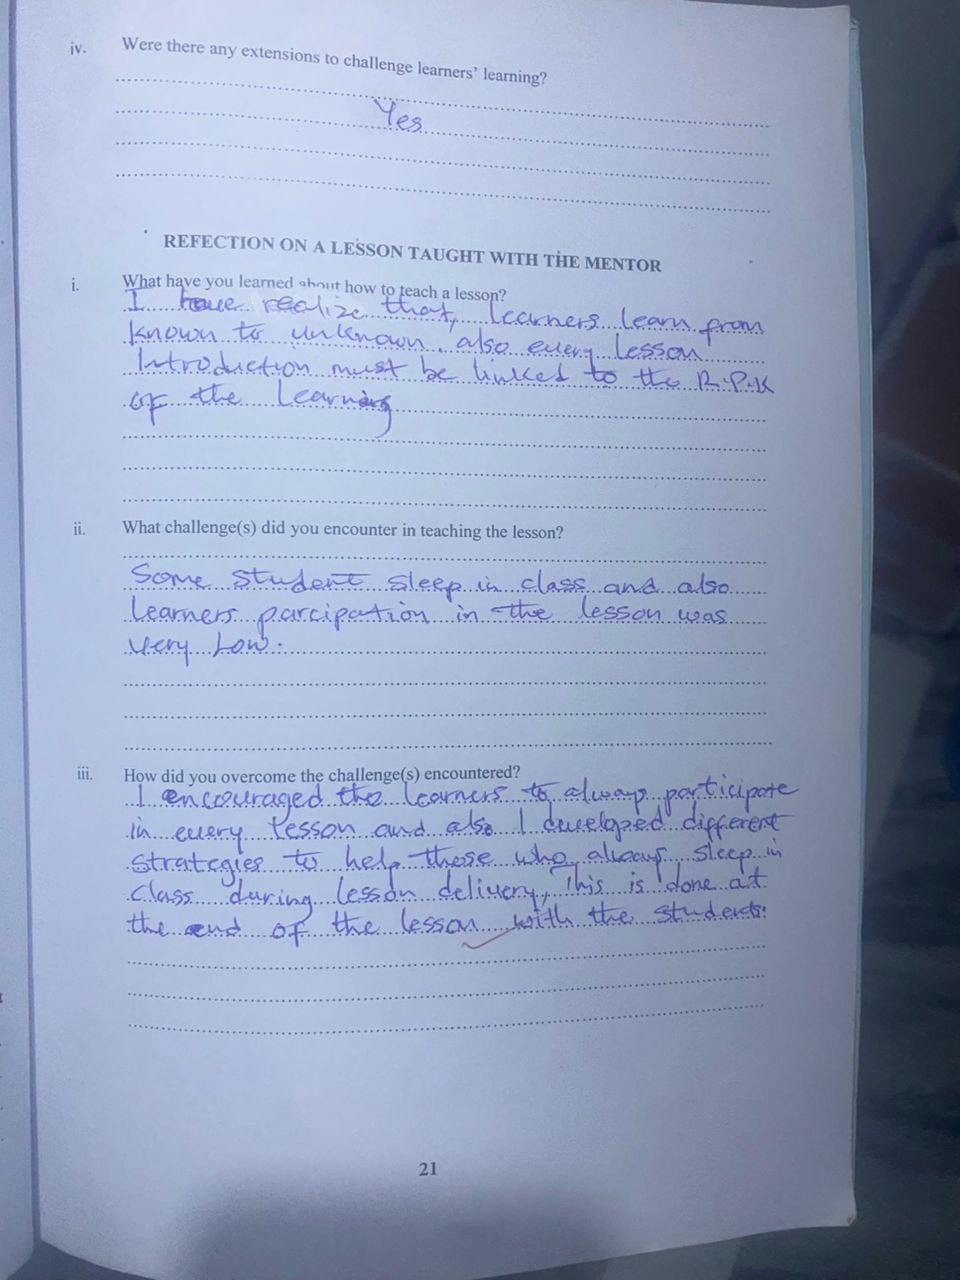 iv. Were there any extensions to challenge learners' learning?
Yes
REFECTION ON A LESSON TAUGHT WITH THE MENTOR
i. What have you learned about how to teach a lesson?
I have realize that, learners learn from
known to unknown. also every lesson
Introduction must be linked to the R.P.K
of the Learning
ii. What challenge(s) did you encounter in teaching the lesson?
Some student sleep in class and also
learners parcipation in the lesson was
very Low.
iii. How did you overcome the challenge(s) encountered?
I encouraged the learners to always participate
in every lesson and also I developed different
strategies to help those who always sleep in
class during lesson delivery, This is done at
the end of the lesson with the students.
21